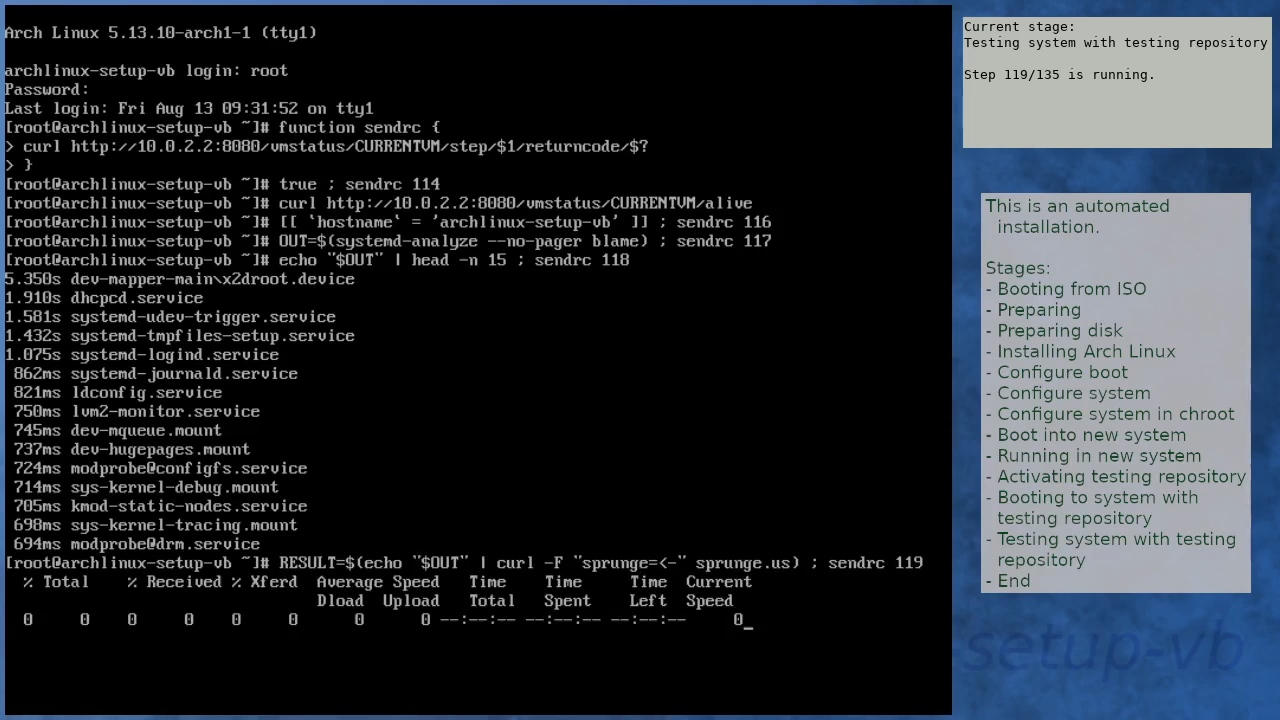 Arch Linux 5.13.10-arch1-1 (tty1)
archlinux-setup-vb login: root
Password:
Last login: Fri Aug 13 09:31:52 on tty1
[root@archlinux-setup-vb ~]# function sendrc {
> curl http://10.0.2.2:8080/vmstatus/CURRENTVM/step/$1/returncode/$?
> }
[root@archlinux-setup-vb ~]# true ; sendrc 114
[root@archlinux-setup-vb ~]# curl http://10.0.2.2:8080/vmstatus/CURRENTVM/alive
[root@archlinux-setup-vb ~]# [[ `hostname` = 'archlinux-setup-vb' ]] ; sendrc 116
[root@archlinux-setup-vb ~]# OUT=$(systemd-analyze --no-pager blame) ; sendrc 117
[root@archlinux-setup-vb ~]# echo "$OUT" | head -n 15 ; sendrc 118
5.350s dev-mapper-main\x2droot.device
1.910s dhcpcd.service
1.581s systemd-udev-trigger.service
1.432s systemd-tmpfiles-setup.service
1.075s systemd-logind.service
862ms systemd-journald.service
821ms ldconfig.service
750ms lvm2-monitor.service
745ms dev-mqueue.mount
737ms dev-hugepages.mount
724ms modprobe@configfs.service
714ms sys-kernel-debug.mount
705ms kmod-static-nodes.service
698ms sys-kernel-tracing.mount
694ms modprobe@drm.service
[root@archlinux-setup-vb ~]# RESULT=$(echo "$OUT" | curl -F "sprunge=<-" sprunge.us) ; sendrc 119
% Total % Received % Xferd Average Speed Time Time Time Current
Dload Upload Total Spent Left Speed
0 0 0 0 0 0 0 0 --:--:-- --:--:-- --:--:-- 0_
Current stage:
Testing system with testing repository
Step 119/135 is running.
This is an automated
installation.
Stages:
- Booting from ISO
- Preparing
- Preparing disk
- Installing Arch Linux
- Configure boot
- Configure system
- Configure system in chroot
- Boot into new system
- Running in new system
- Activating testing repository
- Booting to system with
testing repository
- Testing system with testing
repository
- End
setup-vb